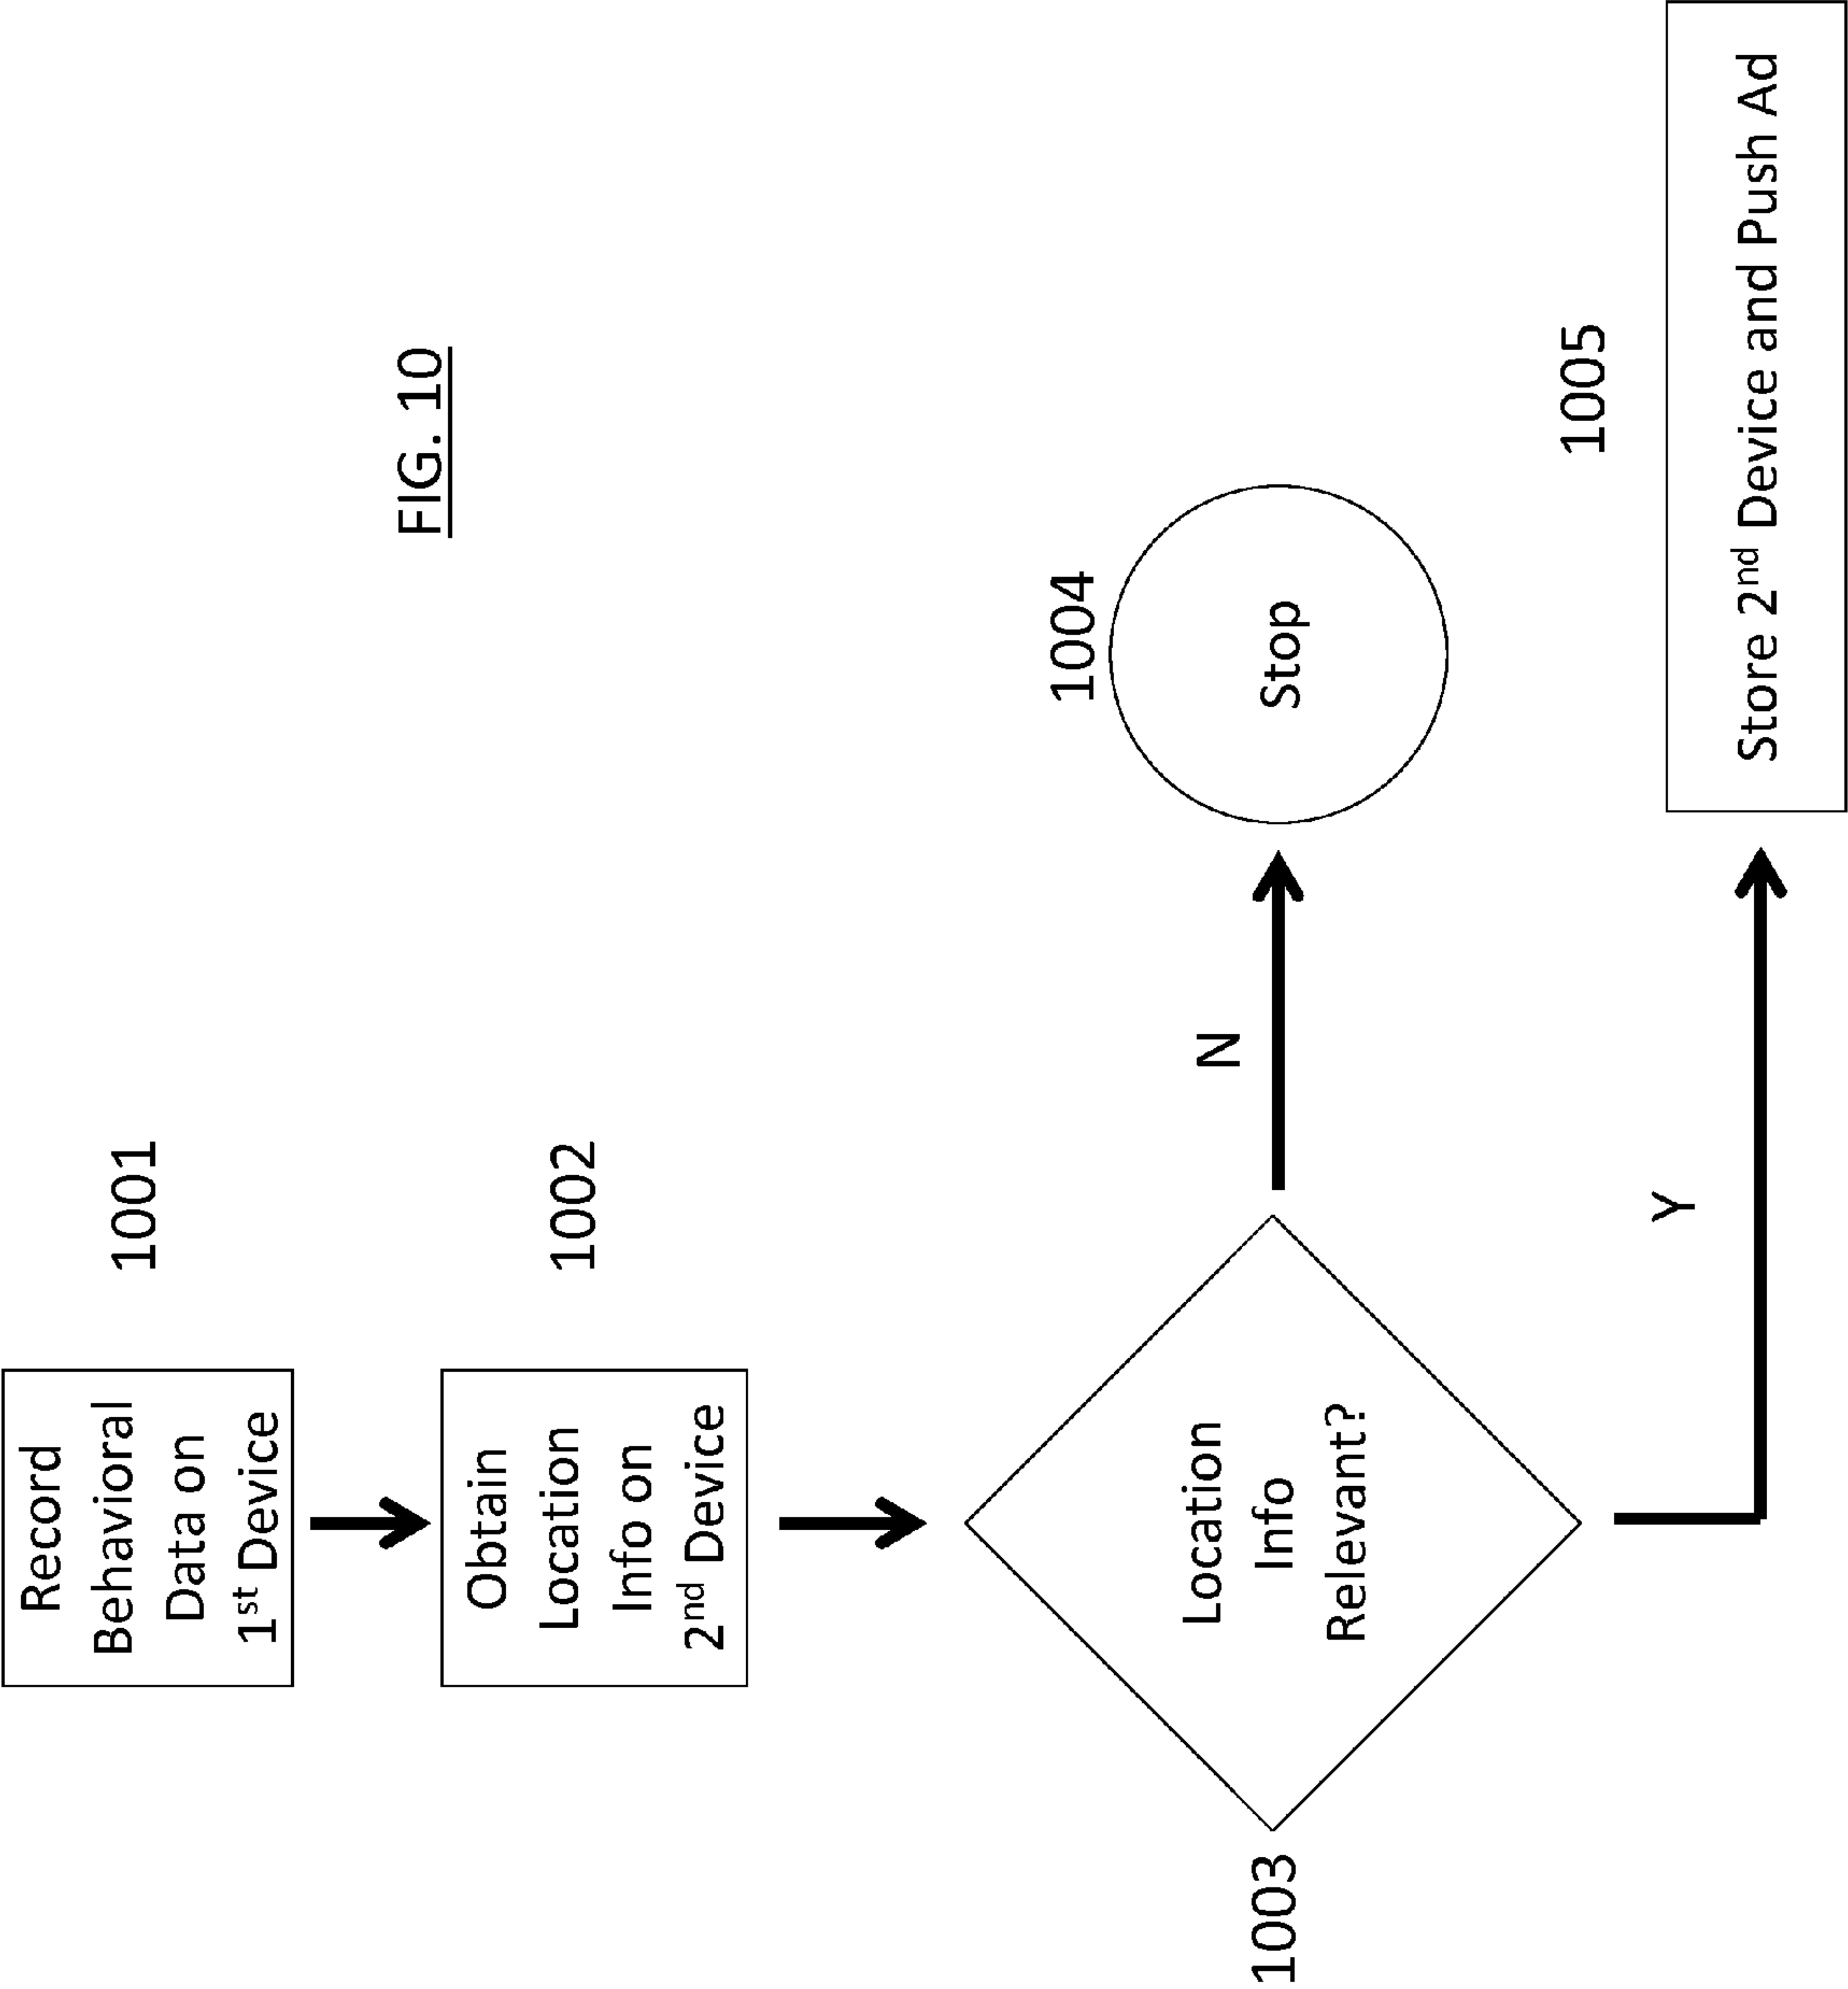 FIG. 10
Record
Behavioral
Data on
1st Device
1001
Obtain
Location
Info on
2nd Device
1002
1003
Location
Info
Relevant?
N
1004
Stop
Y
1005
Store 2nd Device and Push Ad